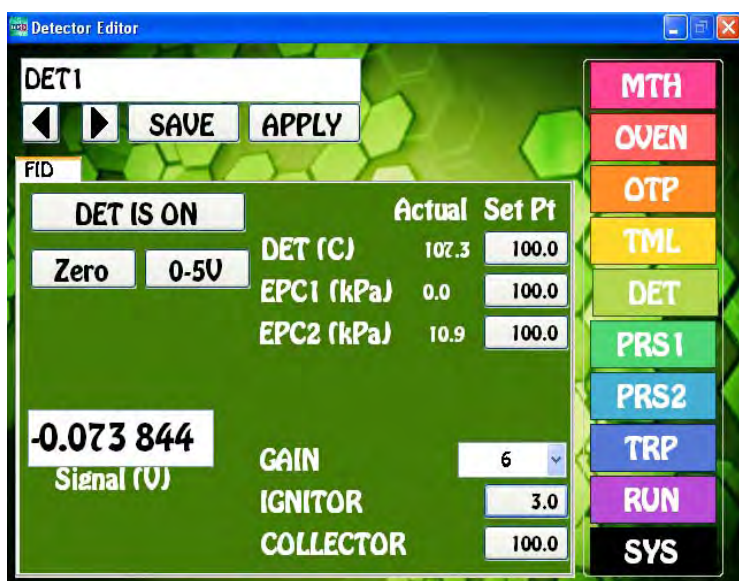 Detector Editor
DET1
SAVE APPLY
FID
DET IS ON
Zero 0-5V
Actual Set Pt
DET (C) 107.3 100.0
EPC1 (kPa) 0.0 100.0
EPC2 (kPa) 10.9 100.0
-0.073 844
Signal (V)
GAIN 6
IGNITOR 3.0
COLLECTOR 100.0
MTH
OVEN
OTP
TML
DET
PRS1
PRS2
TRP
RUN
SYS